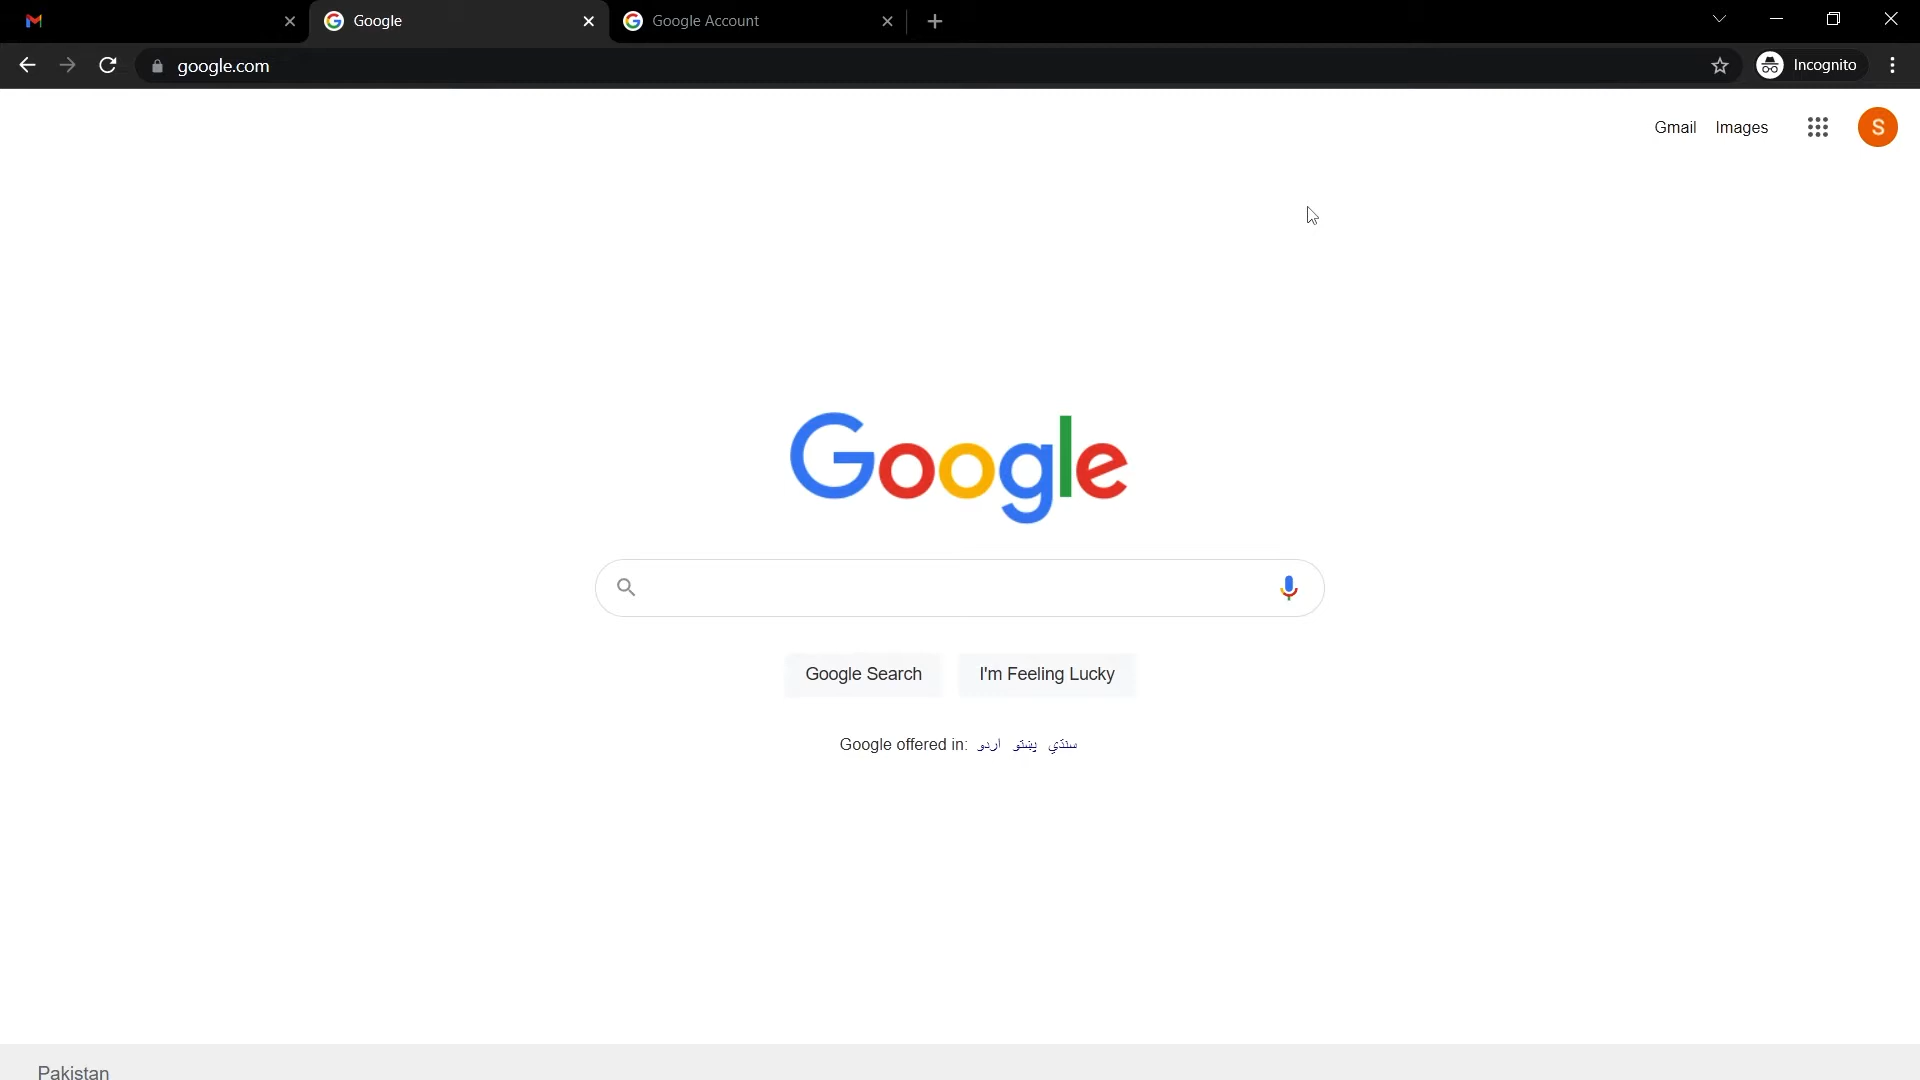 Google
Google Account
google.com
Incognito
Gmail Images
S
Google
Google Search
I'm Feeling Lucky
Google offered in: اردو پښتو سنڌي
Pakistan